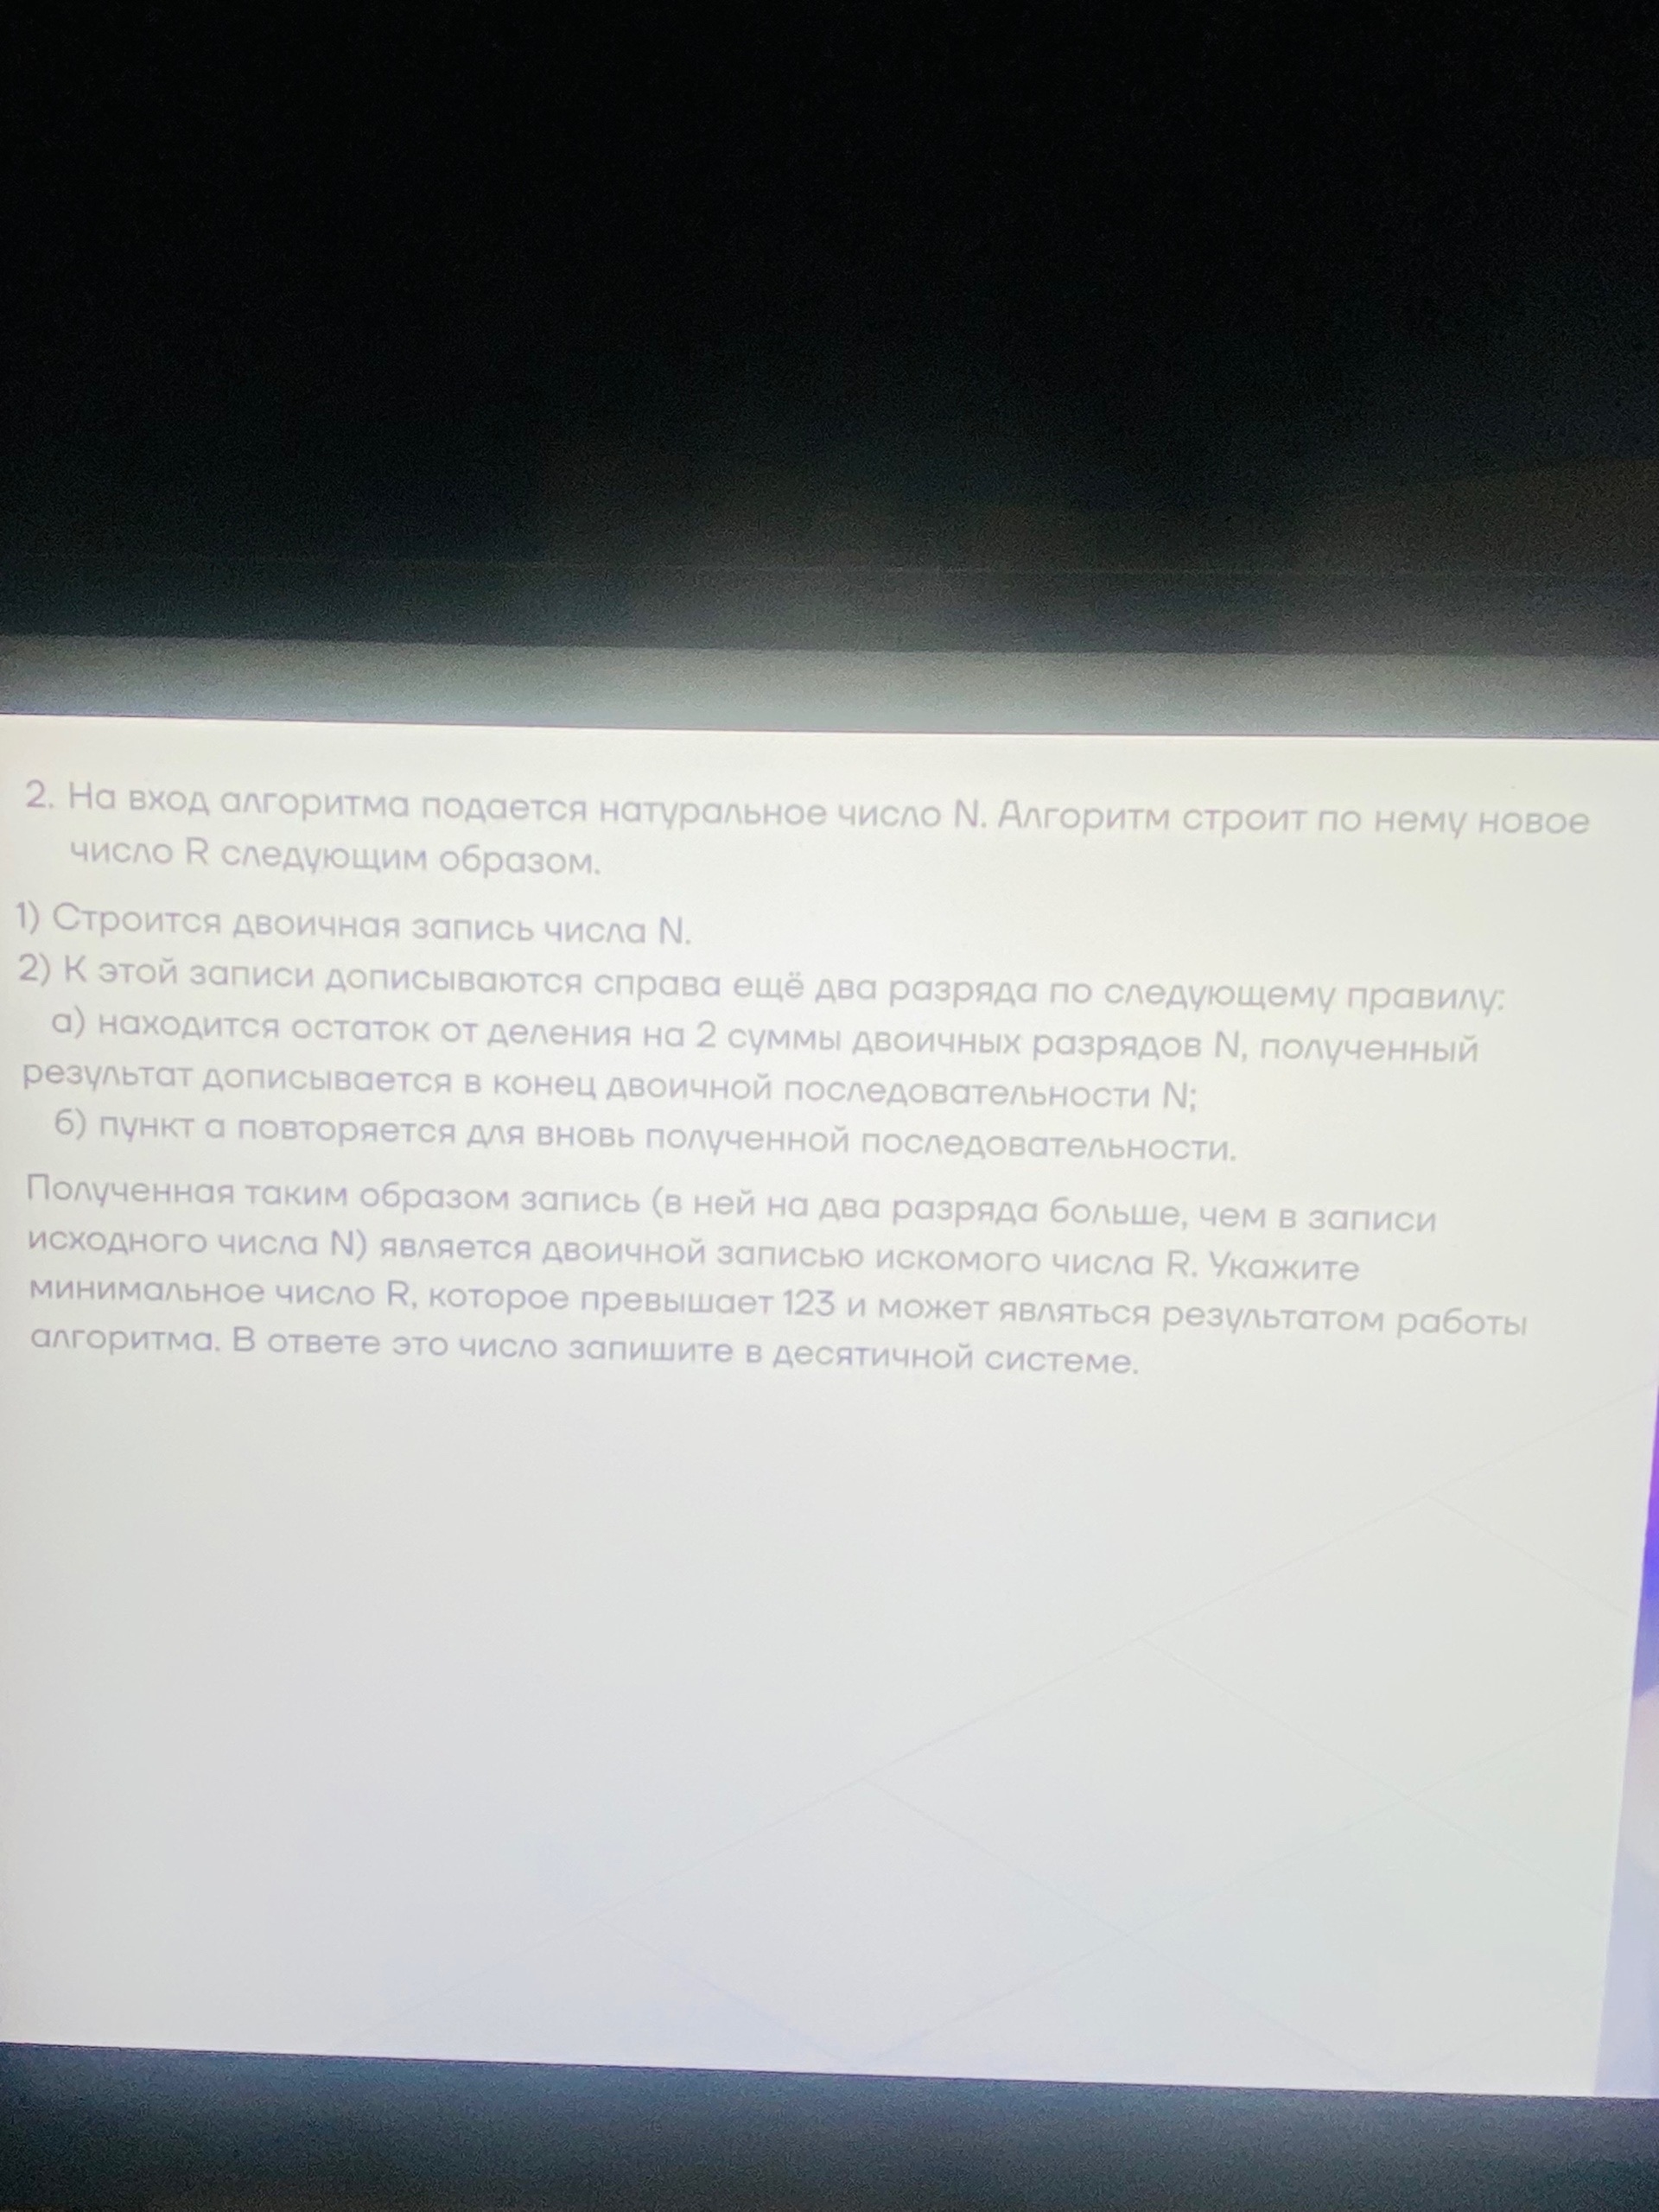 2. На вход алгоритма подается натуральное число N. Алгоритм строит по нему новое
число R следующим образом.
1) Строится двоичная запись числа N.
2) К этой записи дописываются справа ещё два разряда по следующему правилу:
а) находится остаток от деления на 2 суммы двоичных разрядов N, полученный
результат дописывается в конец двоичной последовательности N;
б) пункт а повторяется для вновь полученной последовательности.
Полученная таким образом запись (в ней на два разряда больше, чем в записи
исходного числа N) является двоичной записью искомого числа R. Укажите
минимальное число R, которое превышает 123 и может являться результатом работы
алгоритма. В ответе это число запишите в десятичной системе.